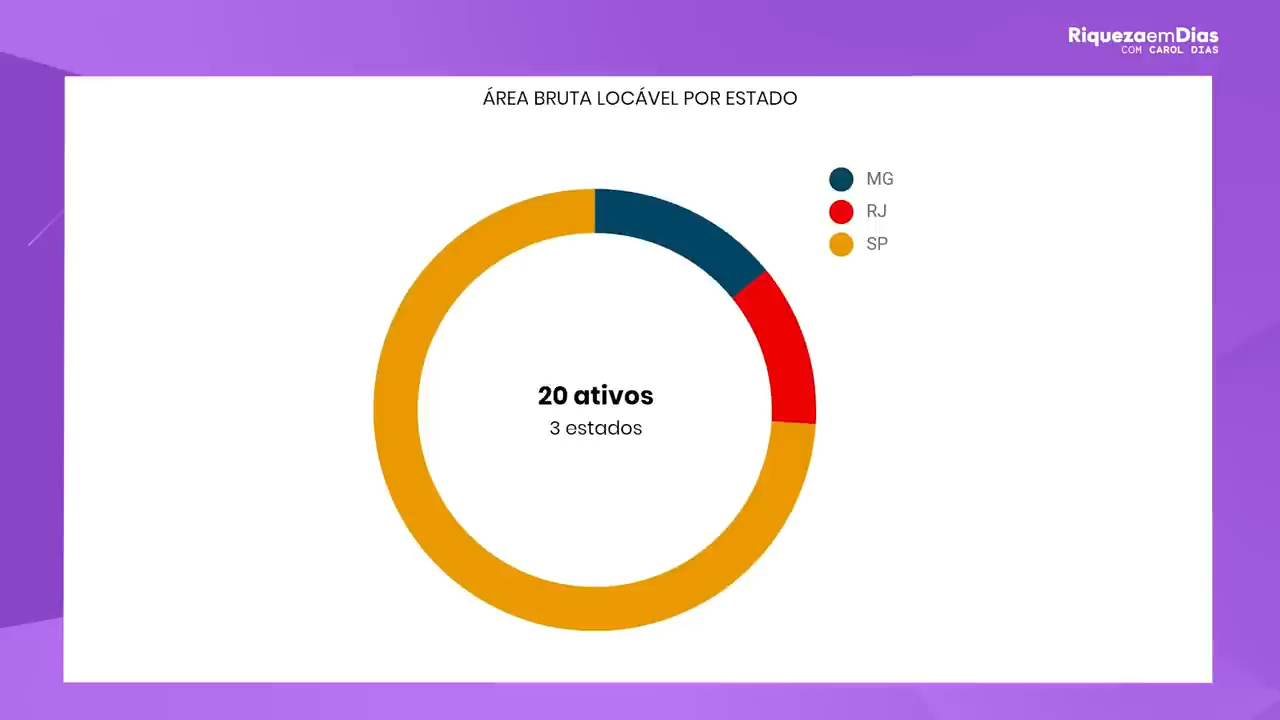 RiquezaemDias
COM CAROL DIAS
ÁREA BRUTA LOCÁVEL POR ESTADO
MG
RJ
SP
20 ativos
3 estados